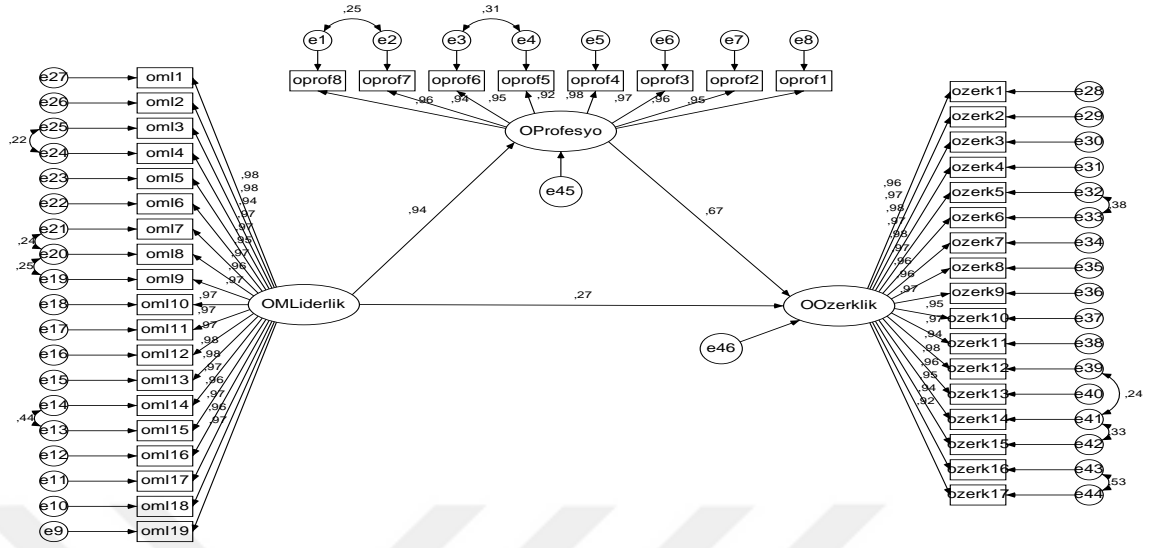 ,25
,31
e1 e2 e3 e4 e5 e6 e7 e8
oprof8 oprof7 oprof6 oprof5 oprof4 oprof3 oprof2 oprof1
,96 ,94 ,95 ,92 ,98 ,97 ,96 ,95
OProfesyo
e45
e27 oml1
e26 oml2
e25 oml3
,22
e24 oml4
e23 oml5
e22 oml6
e21 oml7
,24
e20 oml8
,25
e19 oml9
e18 oml10
e17 oml11
e16 oml12
e15 oml13
e14 oml14
,44
e13 oml15
e12 oml16
e11 oml17
e10 oml18
e9 oml19
,98
,98
,94
,97
,97
,95
,97
,96
,97
,97
,97
,97
,98
,98
,97
,96
,97
,96
,97
OMLiderlik
,94
,67
,27
OOzerklik
e46
,96
,97
,98
,97
,98
,97
,96
,96
,97
,95
,97
,94
,98
,96
,95
,94
,92
ozerk1 e28
ozerk2 e29
ozerk3 e30
ozerk4 e31
ozerk5 e32
,38
ozerk6 e33
ozerk7 e34
ozerk8 e35
ozerk9 e36
ozerk10 e37
ozerk11 e38
ozerk12 e39
ozerk13 e40
,24
ozerk14 e41
,33
ozerk15 e42
ozerk16 e43
,53
ozerk17 e44